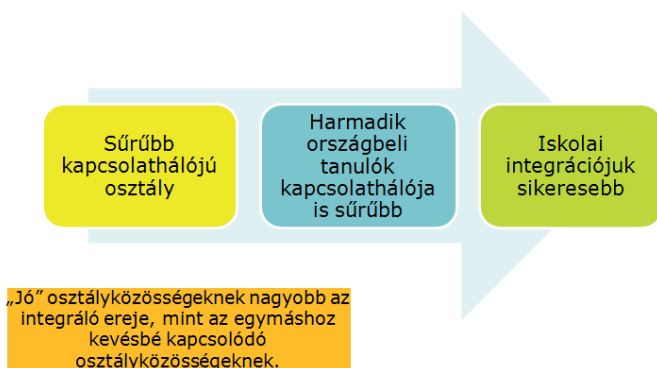 Sűrűbb
kapcsolathálójú
osztály
Harmadik
országbeli
tanulók
kapcsolathálója
is sűrűbb
Iskolai
integrációjuk
sikeresebb
„Jó” osztályközösségeknek nagyobb az
integráló ereje, mint az egymáshoz
kevésbé kapcsolódó
osztályközösségeknek.